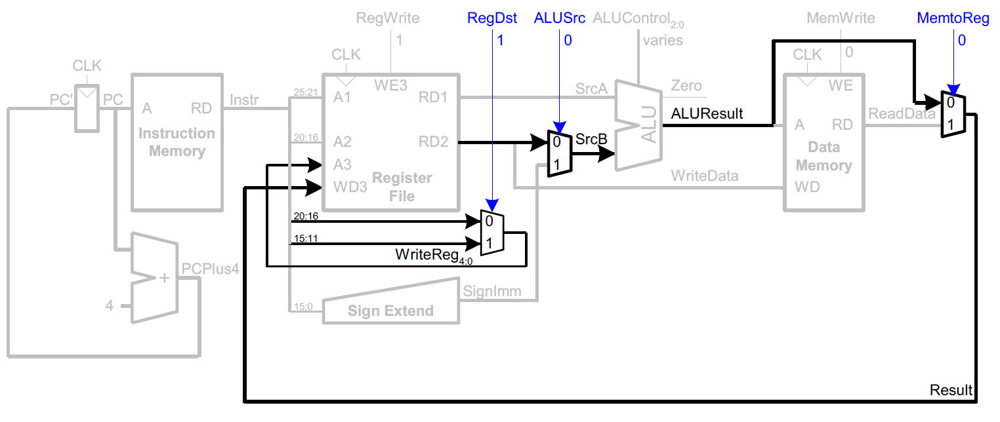 RegWrite
1
RegDst
1
ALUSrc
0
ALUControl2:0
varies
MemWrite
0
MemtoReg
0
CLK
CLK
CLK
PC'
PC
A
RD
Instruction
Memory
Instr
25:21
20:16
A1
A2
A3
WD3
WE3
RD1
RD2
Register
File
20:16
15:11
0
1
WriteReg4:0
15:0
Sign Extend
SignImm
0
1
SrcA
SrcB
ALU
Zero
ALUResult
WriteData
WE
A
RD
Data
Memory
WD
ReadData
0
1
PCPlus4
+
4
Result